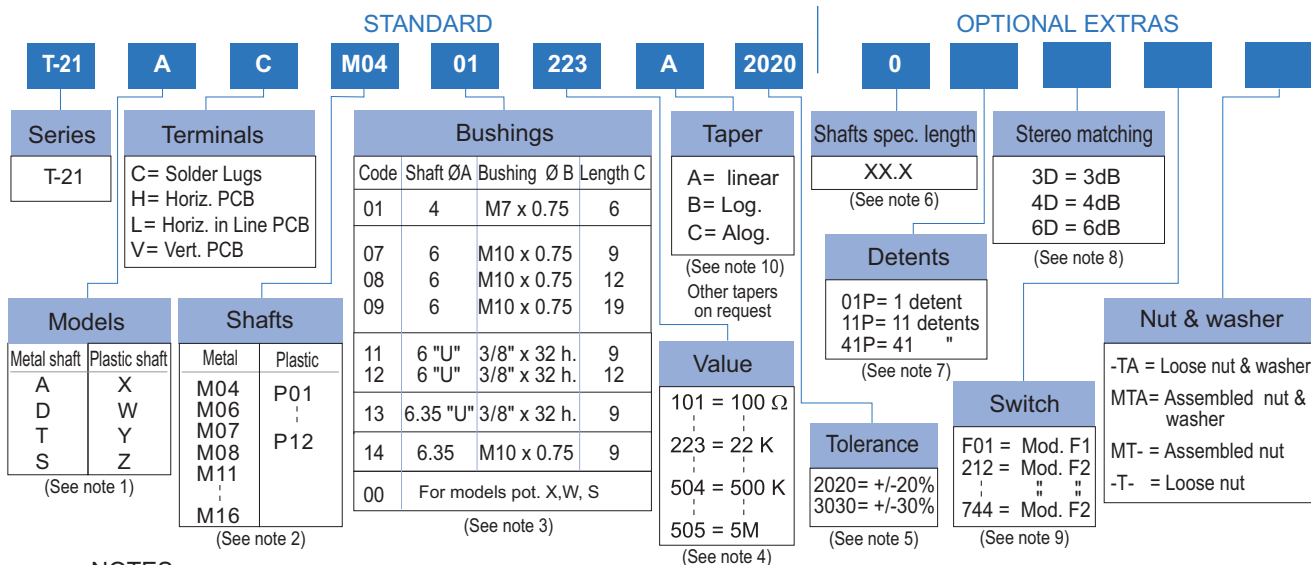 STANDARD
OPTIONAL EXTRAS
T-21 A C M04 01 223 A 2020 0
Series
T-21
Terminals
C= Solder Lugs
H= Horiz. PCB
L= Horiz. in Line PCB
V= Vert. PCB
Models
Metal shaft Plastic shaft
A X
D W
T Y
S Z
(See note 1)
Shafts
Metal Plastic
M04
M06
M07
M08
M11
M16
P01
P12
(See note 2)
Bushings
Code Shaft ØA Bushing Ø B Length C
01 4 M7 x 0.75 6
07 6 M10 x 0.75 9
08 6 M10 x 0.75 12
09 6 M10 x 0.75 19
11 6 "U" 3/8" x 32 h. 9
12 6 "U" 3/8" x 32 h. 12
13 6.35 "U" 3/8" x 32 h. 9
14 6.35 M10 x 0.75 9
00 For models pot. X,W, S
(See note 3)
Taper
A= linear
B= Log.
C= Alog.
(See note 10)
Other tapers
on request
Value
101 = 100 Ω
223 = 22 K
504 = 500 K
505 = 5M
(See note 4)
Tolerance
2020= +/-20%
3030= +/-30%
(See note 5)
Shafts spec. length
XX.X
(See note 6)
Detents
01P= 1 detent
11P= 11 detents
41P= 41 "
(See note 7)
Stereo matching
3D = 3dB
4D = 4dB
6D = 6dB
(See note 8)
Switch
F01 = Mod. F1
212 = Mod. F2
" "
744 = Mod. F2
(See note 9)
Nut & washer
-TA = Loose nut & washer
MTA= Assembled nut &
washer
MT- = Assembled nut
-T- = Loose nut